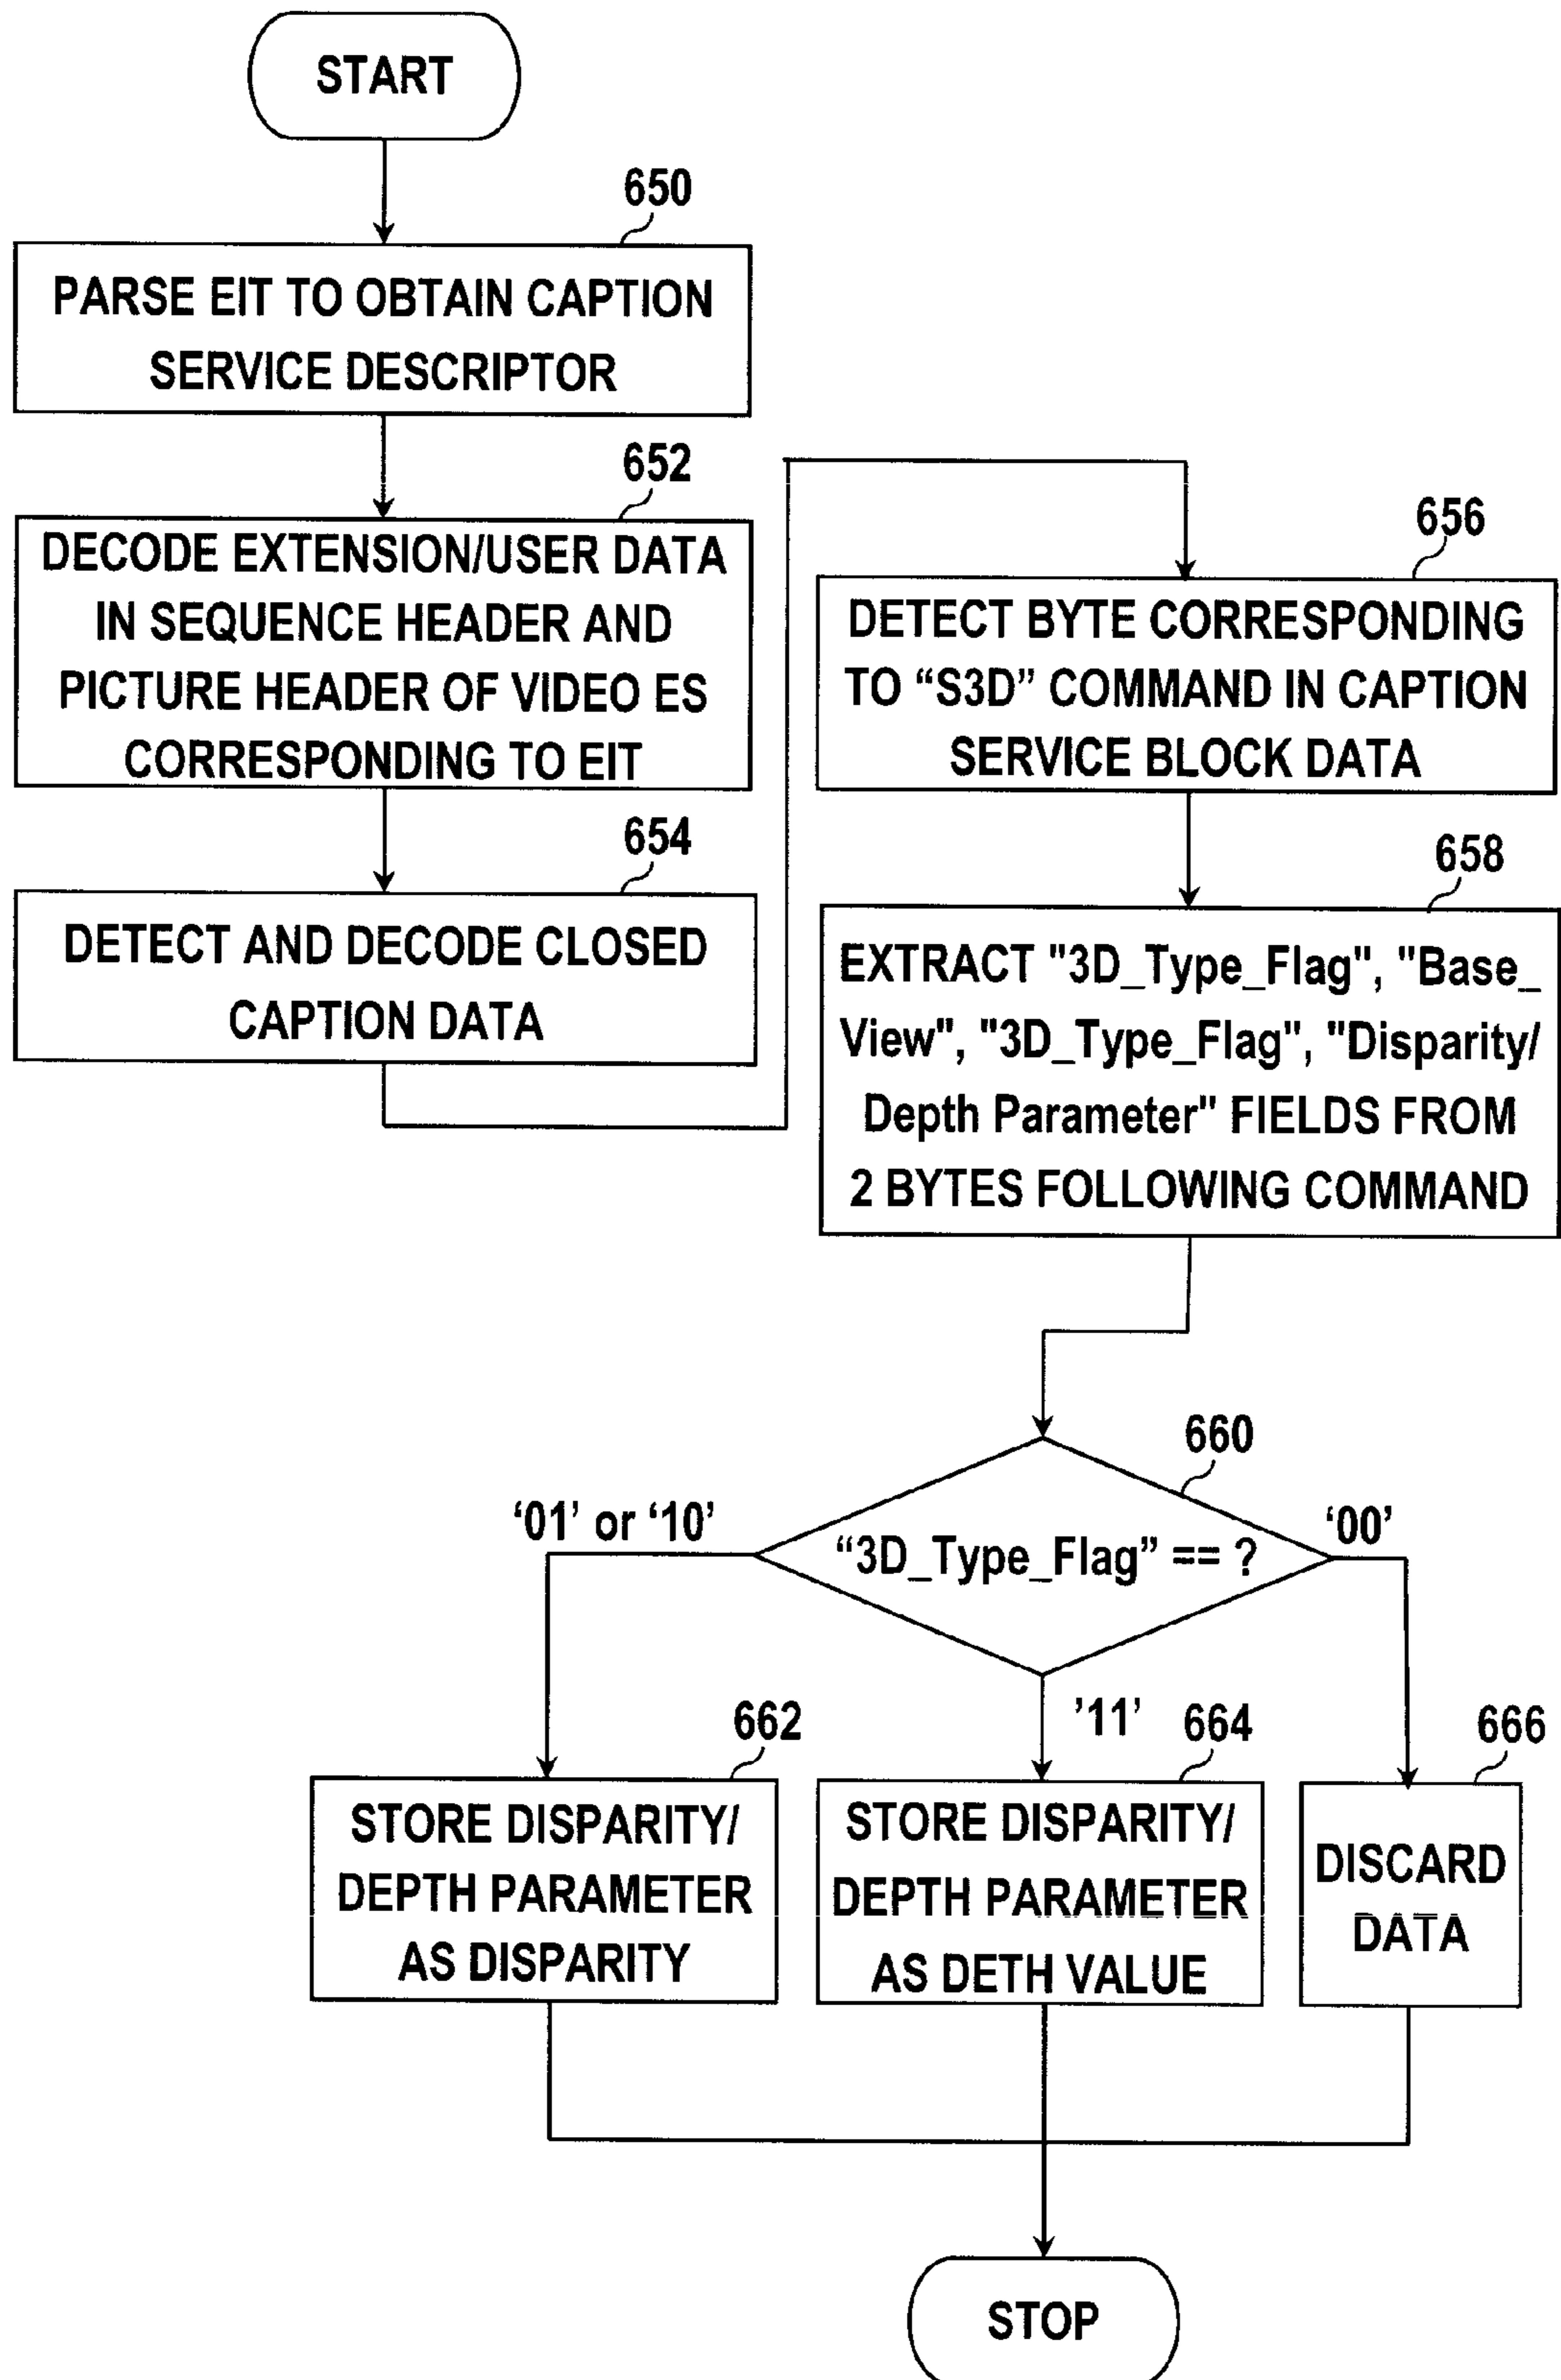 START
650
PARSE EIT TO OBTAIN CAPTION
SERVICE DESCRIPTOR
652
DECODE EXTENSION/USER DATA
IN SEQUENCE HEADER AND
PICTURE HEADER OF VIDEO ES
CORRESPONDING TO EIT
654
DETECT AND DECODE CLOSED
CAPTION DATA
656
DETECT BYTE CORRESPONDING
TO “S3D” COMMAND IN CAPTION
SERVICE BLOCK DATA
658
EXTRACT "3D_Type_Flag", "Base_
View", "3D_Type_Flag", "Disparity/
Depth Parameter" FIELDS FROM
2 BYTES FOLLOWING COMMAND
660
“3D_Type_Flag” == ?
‘01’ or ‘10’
‘00’
’11’
662
STORE DISPARITY/
DEPTH PARAMETER
AS DISPARITY
664
STORE DISPARITY/
DEPTH PARAMETER
AS DETH VALUE
666
DISCARD
DATA
STOP